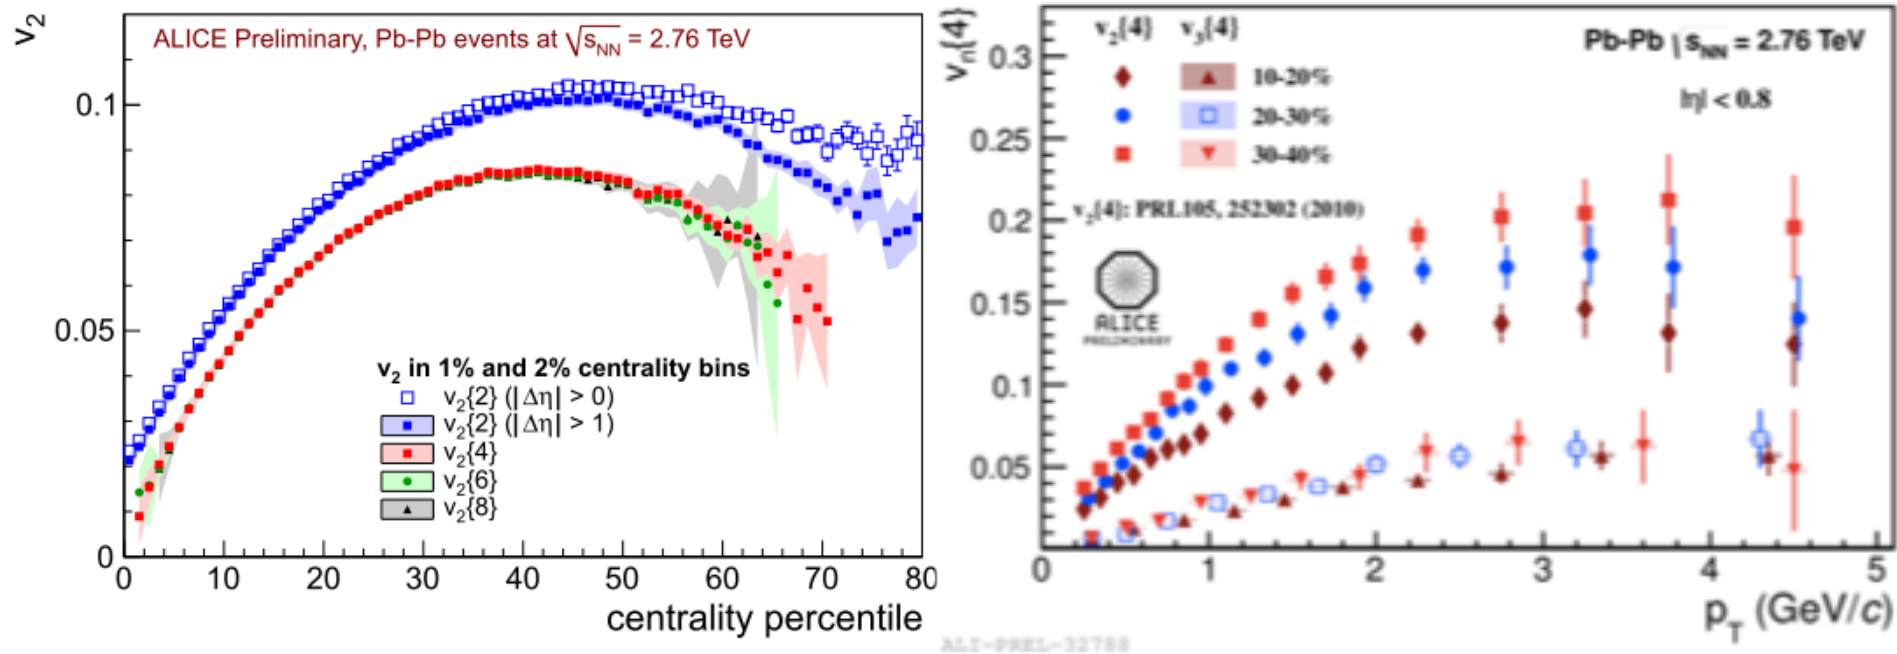 v₂
ALICE Preliminary, Pb-Pb events at √s_NN = 2.76 TeV
0.1
0.05
0
v₂ in 1% and 2% centrality bins
v₂{2} (|Δη| > 0)
v₂{2} (|Δη| > 1)
v₂{4}
v₂{6}
v₂{8}
0 10 20 30 40 50 60 70 80
centrality percentile
vₙ{4}
v₂{4} v₃{4}
Pb-Pb √s_NN = 2.76 TeV
10-20%
|η| < 0.8
20-30%
30-40%
v₂{4}: PRL105, 252302 (2010)
ALICE
PRELIMINARY
0.3
0.25
0.2
0.15
0.1
0.05
0 1 2 3 4 5
p_T (GeV/c)
ALI-PREL-32788